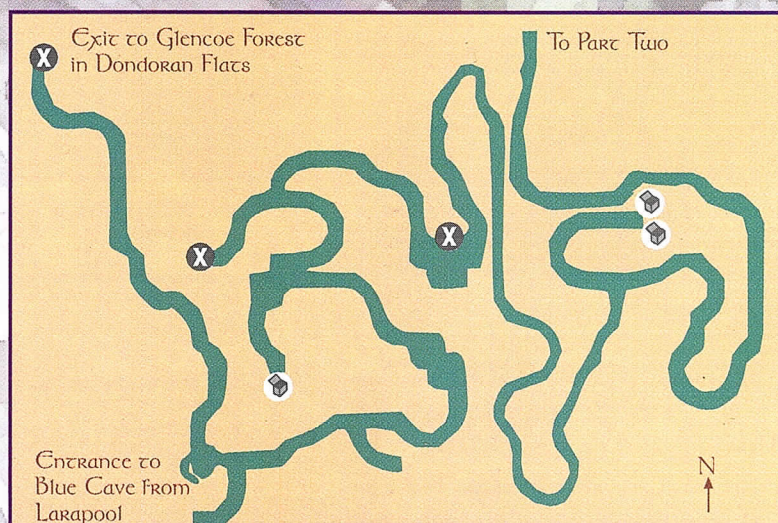 Exit to Glencoe Forest
in Dondoran Flats
To Part Two
X
X
X
Entrance to
Blue Cave from
Larapool
N